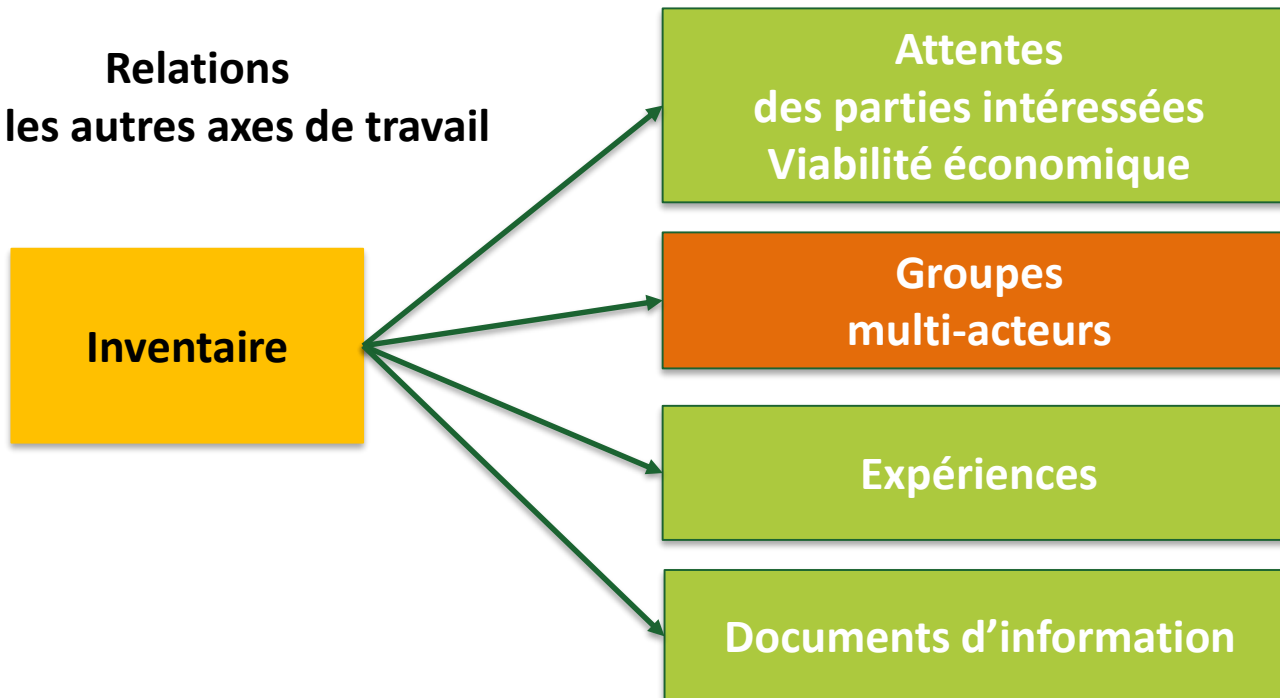 Relations
les autres axes de travail
Inventaire
Attentes
des parties intéressées
Viabilité économique
Groupes
multi-acteurs
Expériences
Documents d’information